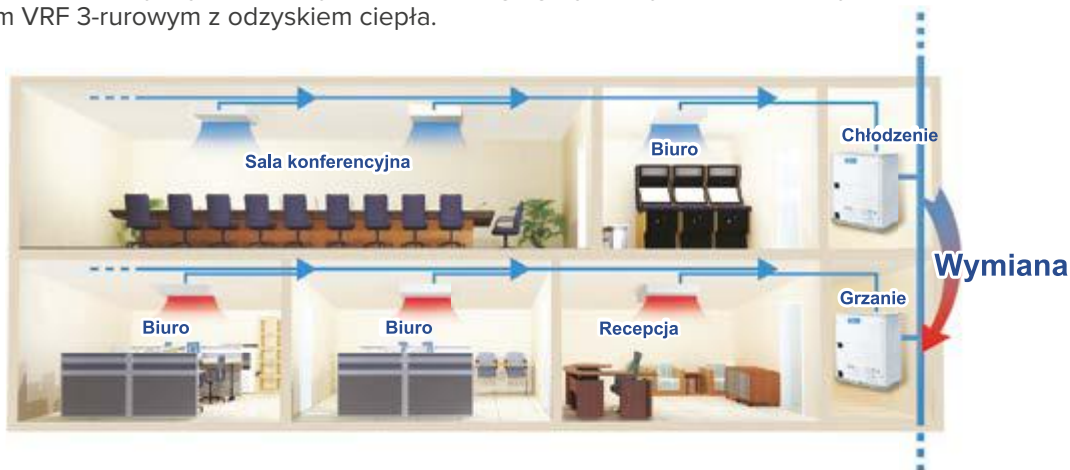 m VRF 3-rurowym z odzyskiem ciepła.
Chłodzenie
Sala konferencyjna
Biuro
Wymiana
Grzanie
Biuro
Biuro
Recepcja